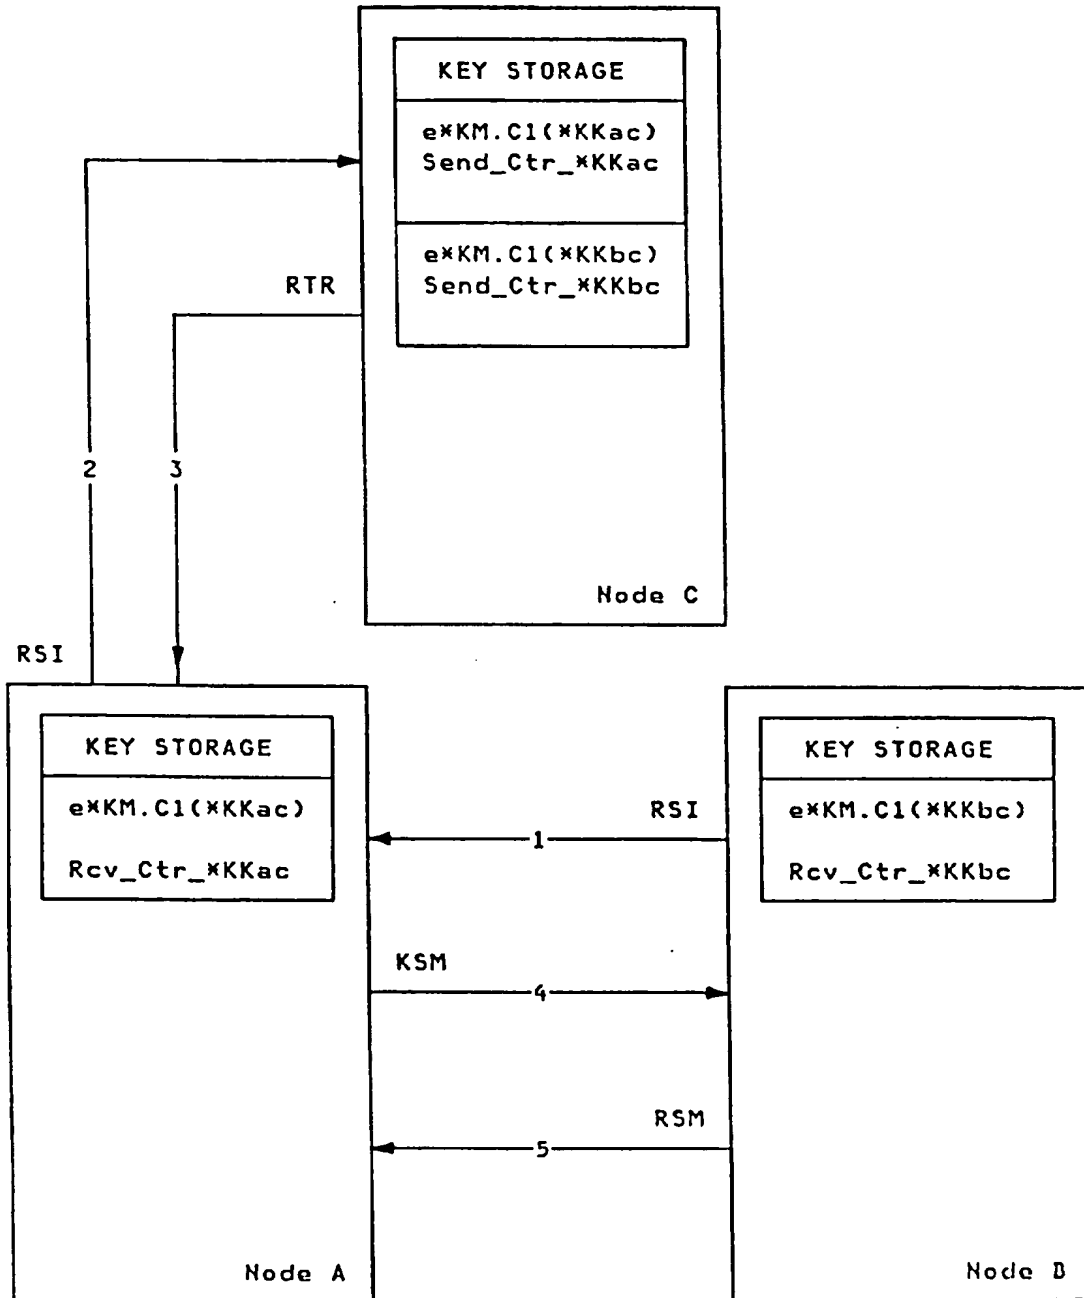 KEY STORAGE
e*KM.C1(*KKac)
Send_Ctr_*KKac
e*KM.C1(*KKbc)
Send_Ctr_*KKbc
RTR
2
3
Node C
RSI
KEY STORAGE
e*KM.C1(*KKac)
Rcv_Ctr_*KKac
KEY STORAGE
e*KM.C1(*KKbc)
Rcv_Ctr_*KKbc
RSI
1
KSM
4
RSM
5
Node A
Node B